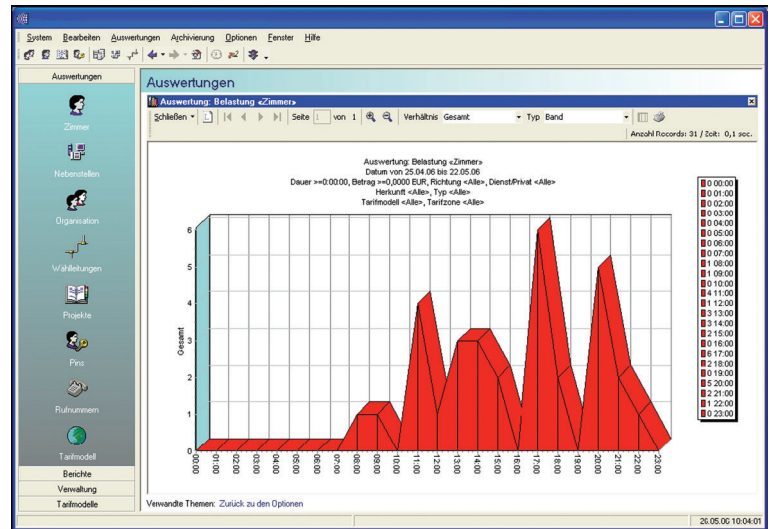 System Bearbeiten Auswertungen Archivierung Optionen Fenster Hilfe
Auswertungen
Zimmer
Nebenstellen
Organisation
Wählleitungen
Projekte
Pins
Rufnummern
Tarifmodell
Berichte
Verwaltung
Tarifmodelle
Auswertungen
Auswertung: Belastung «Zimmer»
Schließen Seite 1 von 1 Verhältnis Gesamt Typ Band
Anzahl Records: 31 / Zeit: 0,1 sec.
Auswertung: Belastung «Zimmer»
Datum von 25.04.06 bis 22.05.06
Dauer >=0:00:00, Betrag >=0,0000 EUR, Richtung <Alle>, Dienst/Privat <Alle>
Herkunft <Alle>, Typ <Alle>
Tarifmodell <Alle>, Tarifzone <Alle>
Gesamt
6
5
4
3
2
1
0
00:00 01:00 02:00 03:00 04:00 05:00 06:00 07:00 08:00 09:00 10:00 11:00 12:00 13:00 14:00 15:00 16:00 17:00 18:00 19:00 20:00 21:00 22:00 23:00
0 00:00
0 01:00
0 02:00
0 03:00
0 04:00
0 05:00
0 06:00
0 07:00
1 08:00
1 09:00
0 10:00
4 11:00
1 12:00
3 13:00
3 14:00
2 15:00
0 16:00
6 17:00
2 18:00
0 19:00
5 20:00
2 21:00
1 22:00
0 23:00
Verwandte Themen: Zurück zu den Optionen
26.05.06 10:04:01